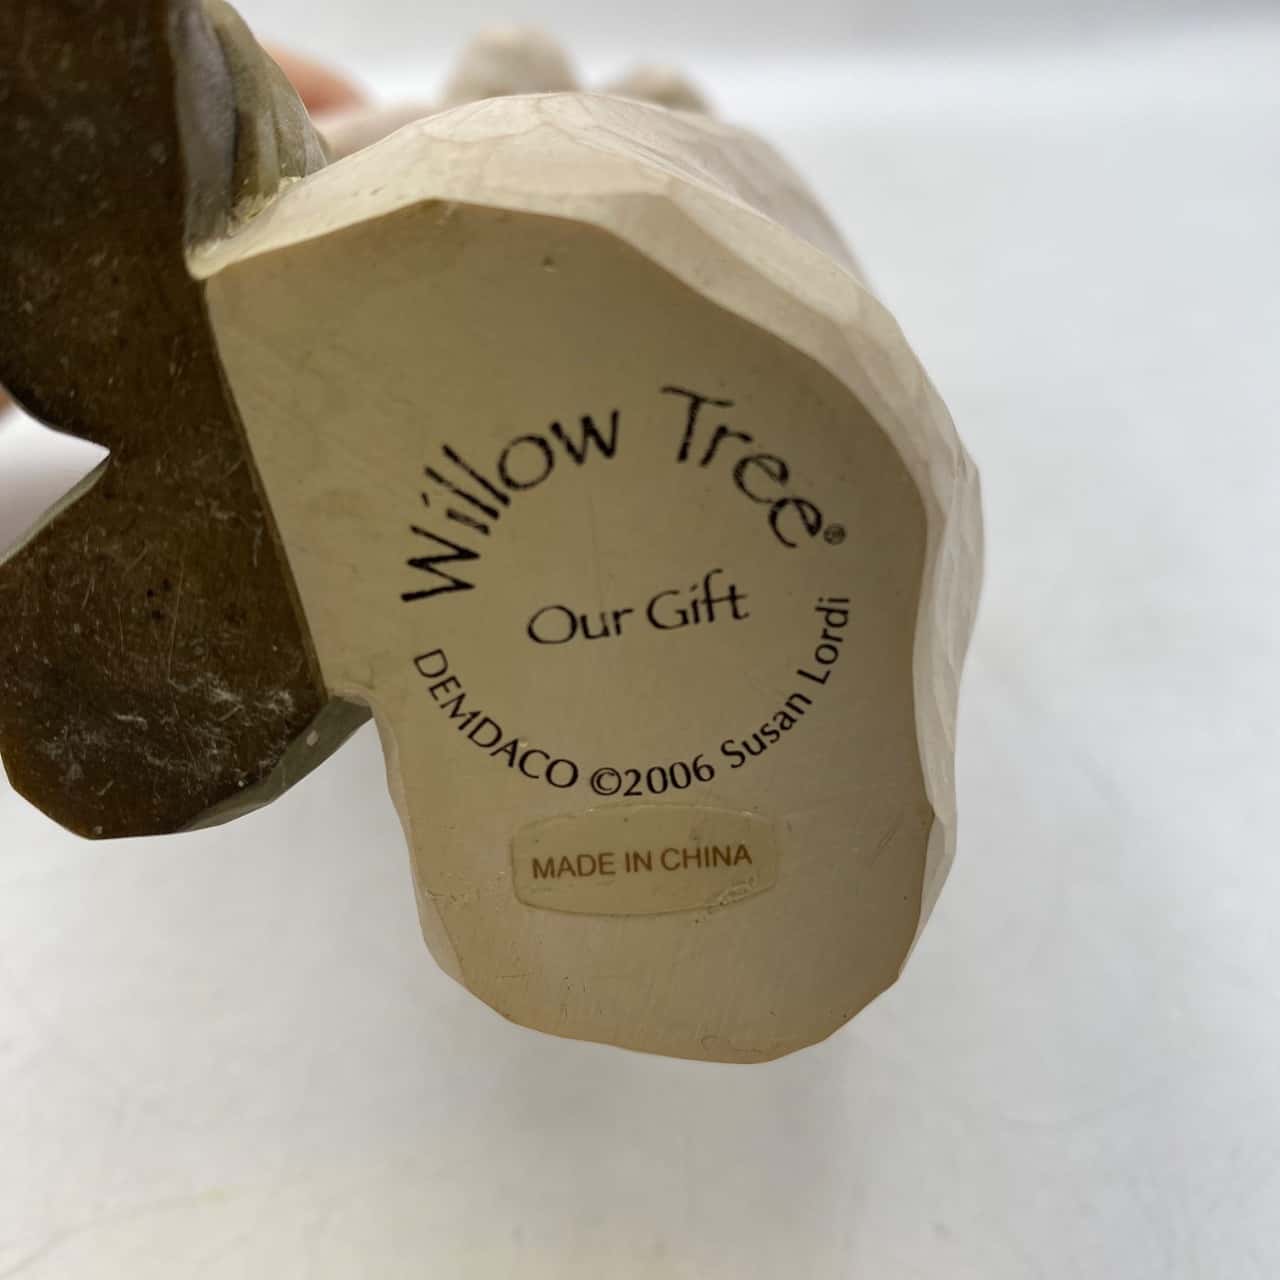 Willow Tree®
Our Gift
DEMDACO ©2006 Susan Lordi
MADE IN CHINA